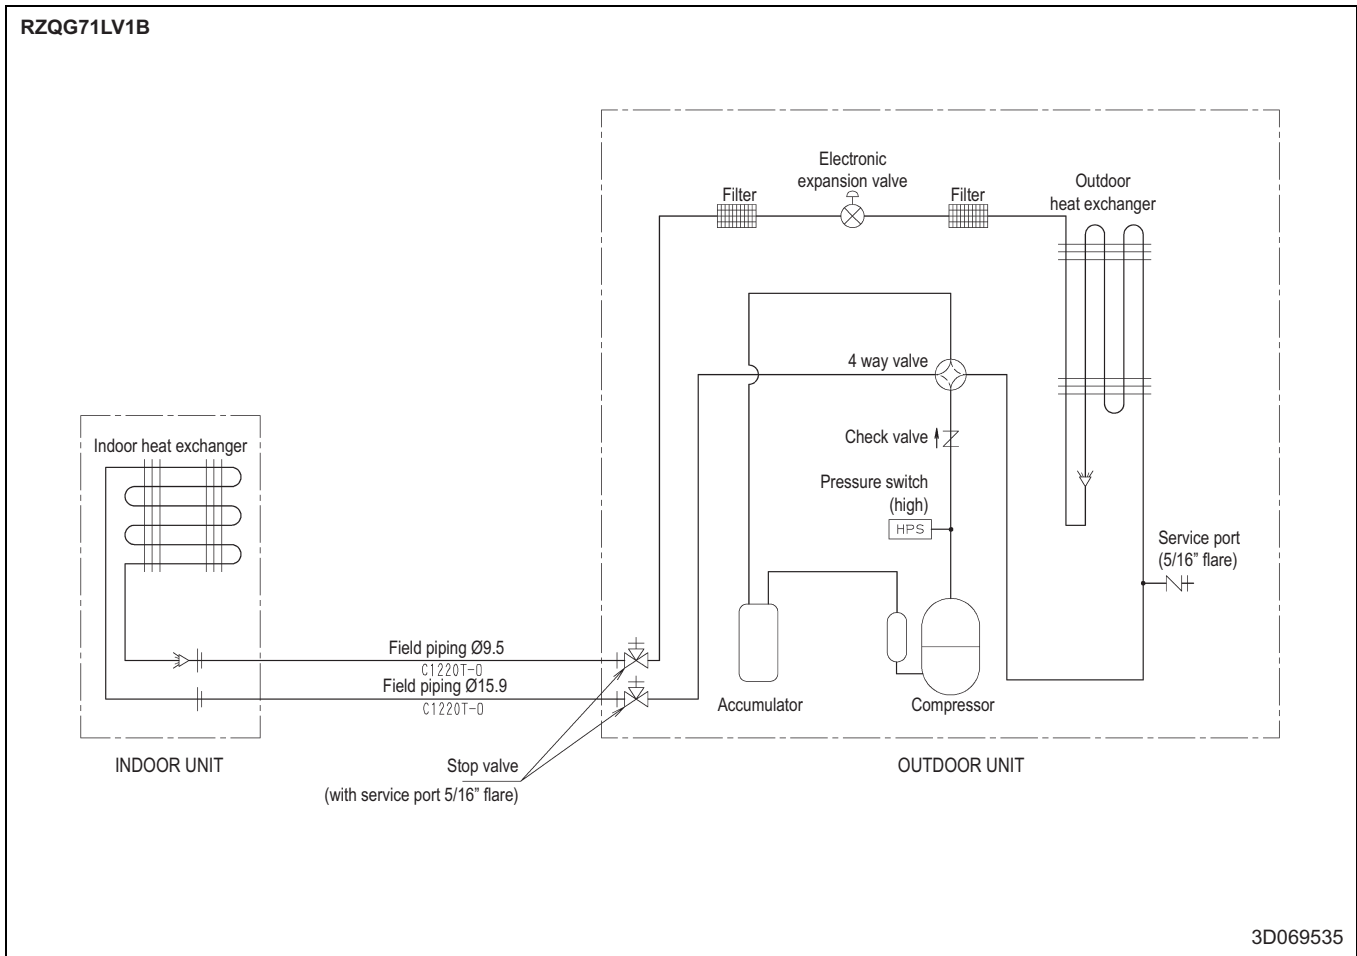 RZQG71LV1B
Electronic
expansion valve
Filter
Filter
Outdoor
heat exchanger
4 way valve
Check valve
Pressure switch
(high)
HPS
Indoor heat exchanger
Service port
(5/16” flare)
Field piping Ø9.5
C1220T-O
Field piping Ø15.9
C1220T-O
Accumulator
Compressor
INDOOR UNIT
Stop valve
(with service port 5/16” flare)
OUTDOOR UNIT
3D069535